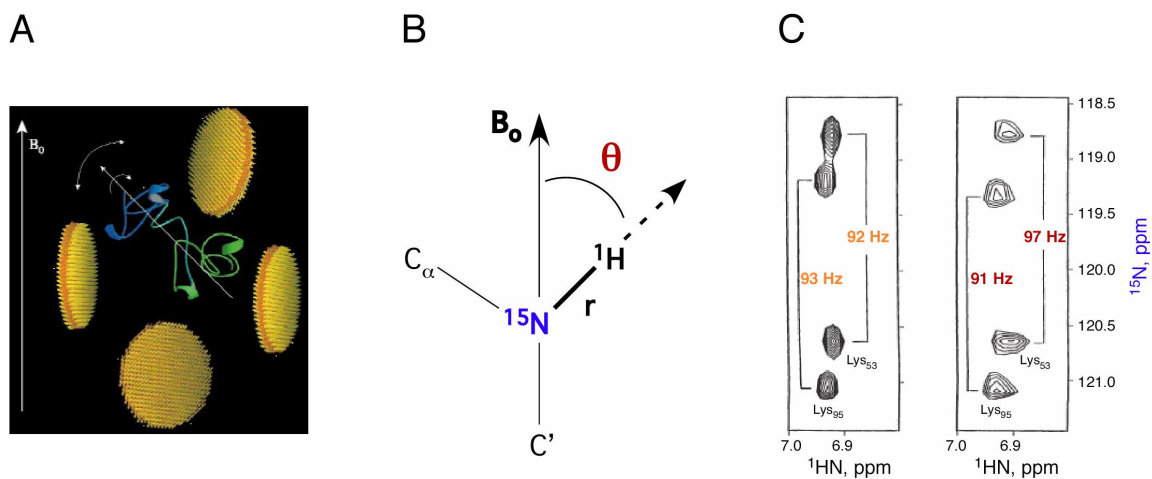 A
B
C
B0
Bo
θ
1H
Cα
15N
r
C'
92 Hz
93 Hz
Lys53
Lys95
7.0 6.9
1HN, ppm
97 Hz
91 Hz
Lys53
Lys95
7.0 6.9
1HN, ppm
118.5
119.0
119.5
120.0
120.5
121.0
15N, ppm